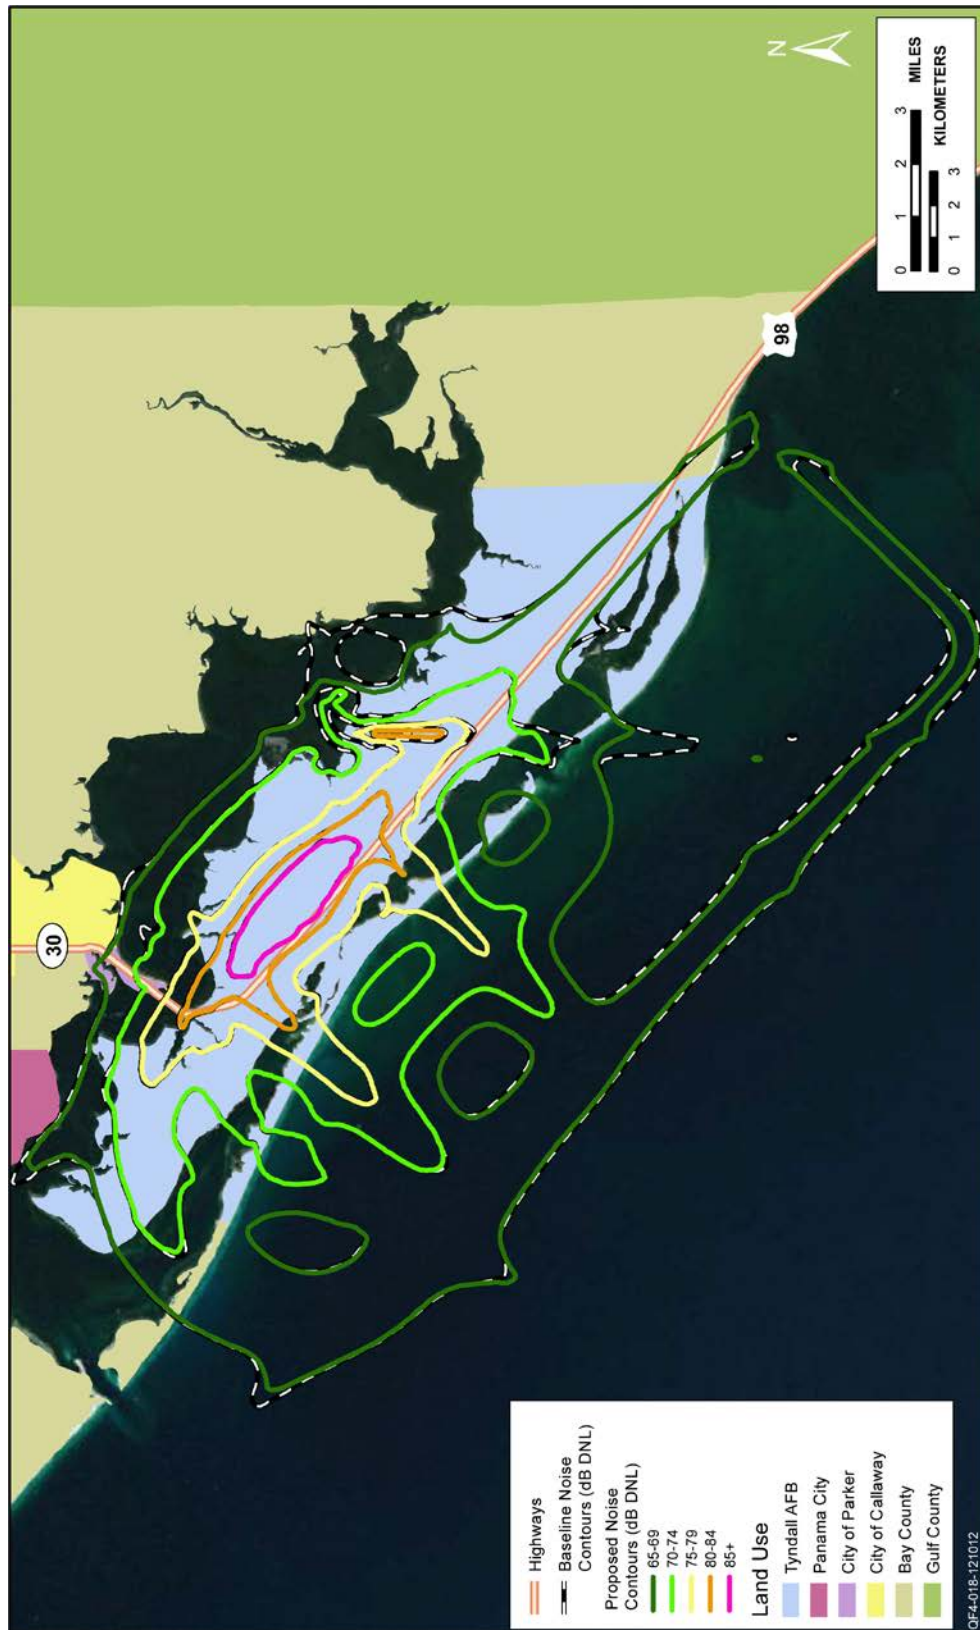 N
30
98
0 1 2 3
MILES
KILOMETERS
0 1 2 3
Highways
Baseline Noise
Contours (dB DNL)
Proposed Noise
Contours (dB DNL)
65-69
70-74
75-79
80-84
85+
Land Use
Tyndall AFB
Panama City
City of Parker
City of Callaway
Bay County
Gulf County
QF4-018-121012